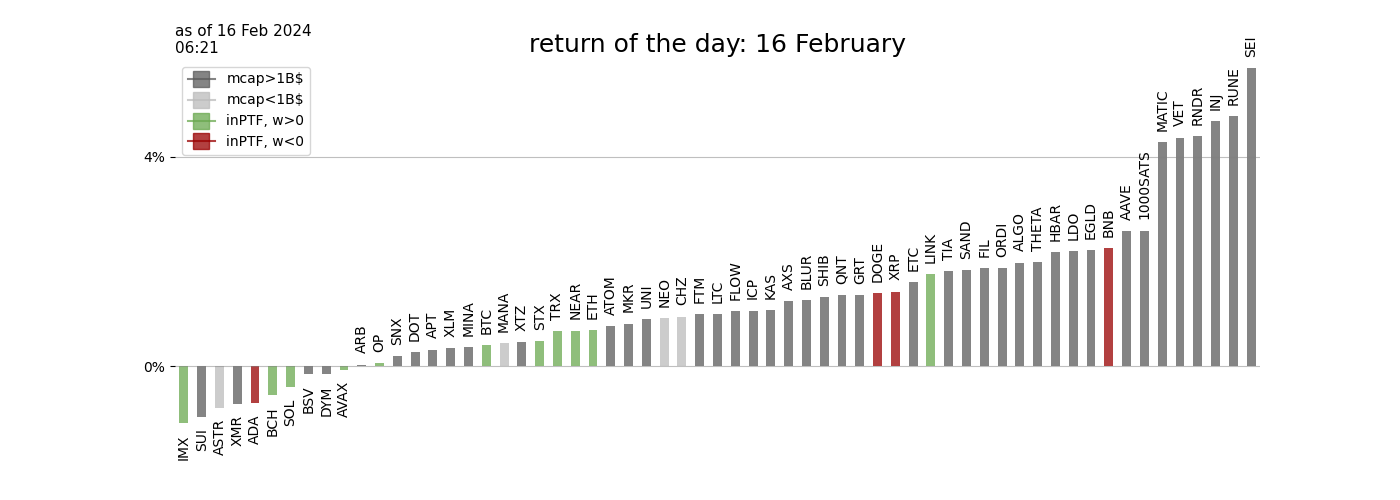 as of 16 Feb 2024
06:21
return of the day: 16 February
mcap>1B$
mcap<1B$
inPTF, w>0
inPTF, w<0
4%
0%
IMX
SUI
ASTR
XMR
ADA
BCH
SOL
BSV
DYM
AVAX
ARB
OP
SNX
DOT
APT
XLM
MINA
BTC
MANA
XTZ
STX
TRX
NEAR
ETH
ATOM
MKR
UNI
NEO
CHZ
FTM
LTC
FLOW
ICP
KAS
AXS
BLUR
SHIB
QNT
GRT
DOGE
XRP
ETC
LINK
TIA
SAND
FIL
ORDI
ALGO
THETA
HBAR
LDO
EGLD
BNB
AAVE
1000SATS
MATIC
VET
RNDR
INJ
RUNE
SEI